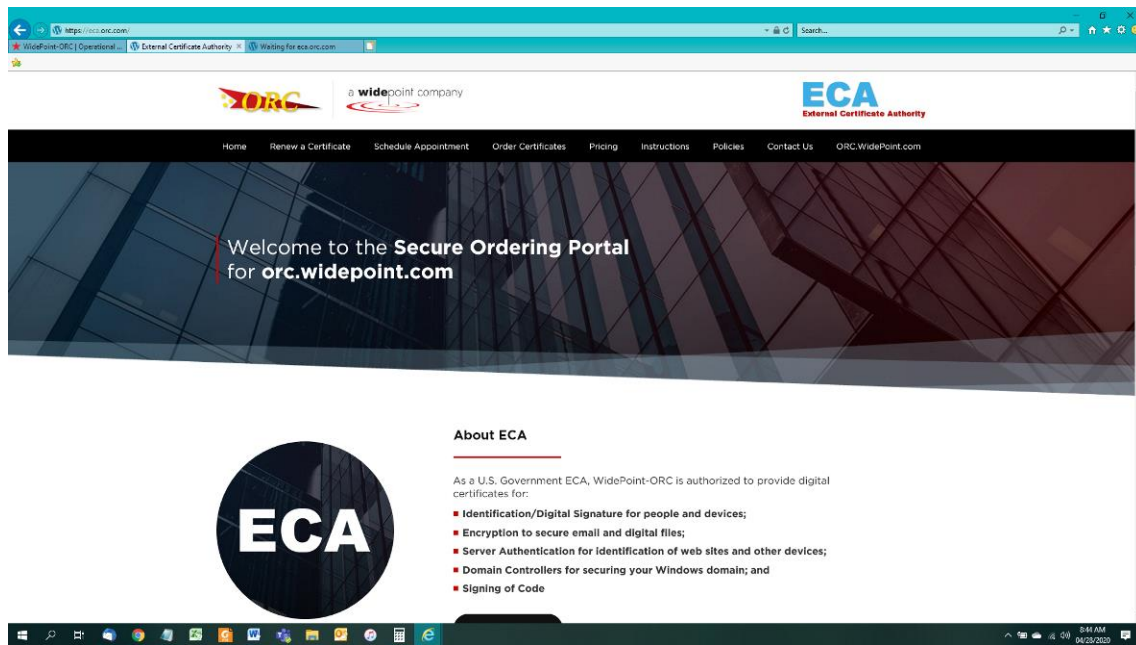 https://eca.orc.com/
Search...
WidePoint-ORC | Operational ...
External Certificate Authority
Waiting for eca.orc.com
ORC
a widepoint company
ECA
External Certificate Authority
Home Renew a Certificate Schedule Appointment Order Certificates Pricing Instructions Policies Contact Us ORC.WidePoint.com
Welcome to the Secure Ordering Portal
for orc.widepoint.com
About ECA
As a U.S. Government ECA, WidePoint-ORC is authorized to provide digital
certificates for:
Identification/Digital Signature for people and devices;
Encryption to secure email and digital files;
Server Authentication for identification of web sites and other devices;
Domain Controllers for securing your Windows domain; and
Signing of Code
ECA
8:44 AM
04/28/2020